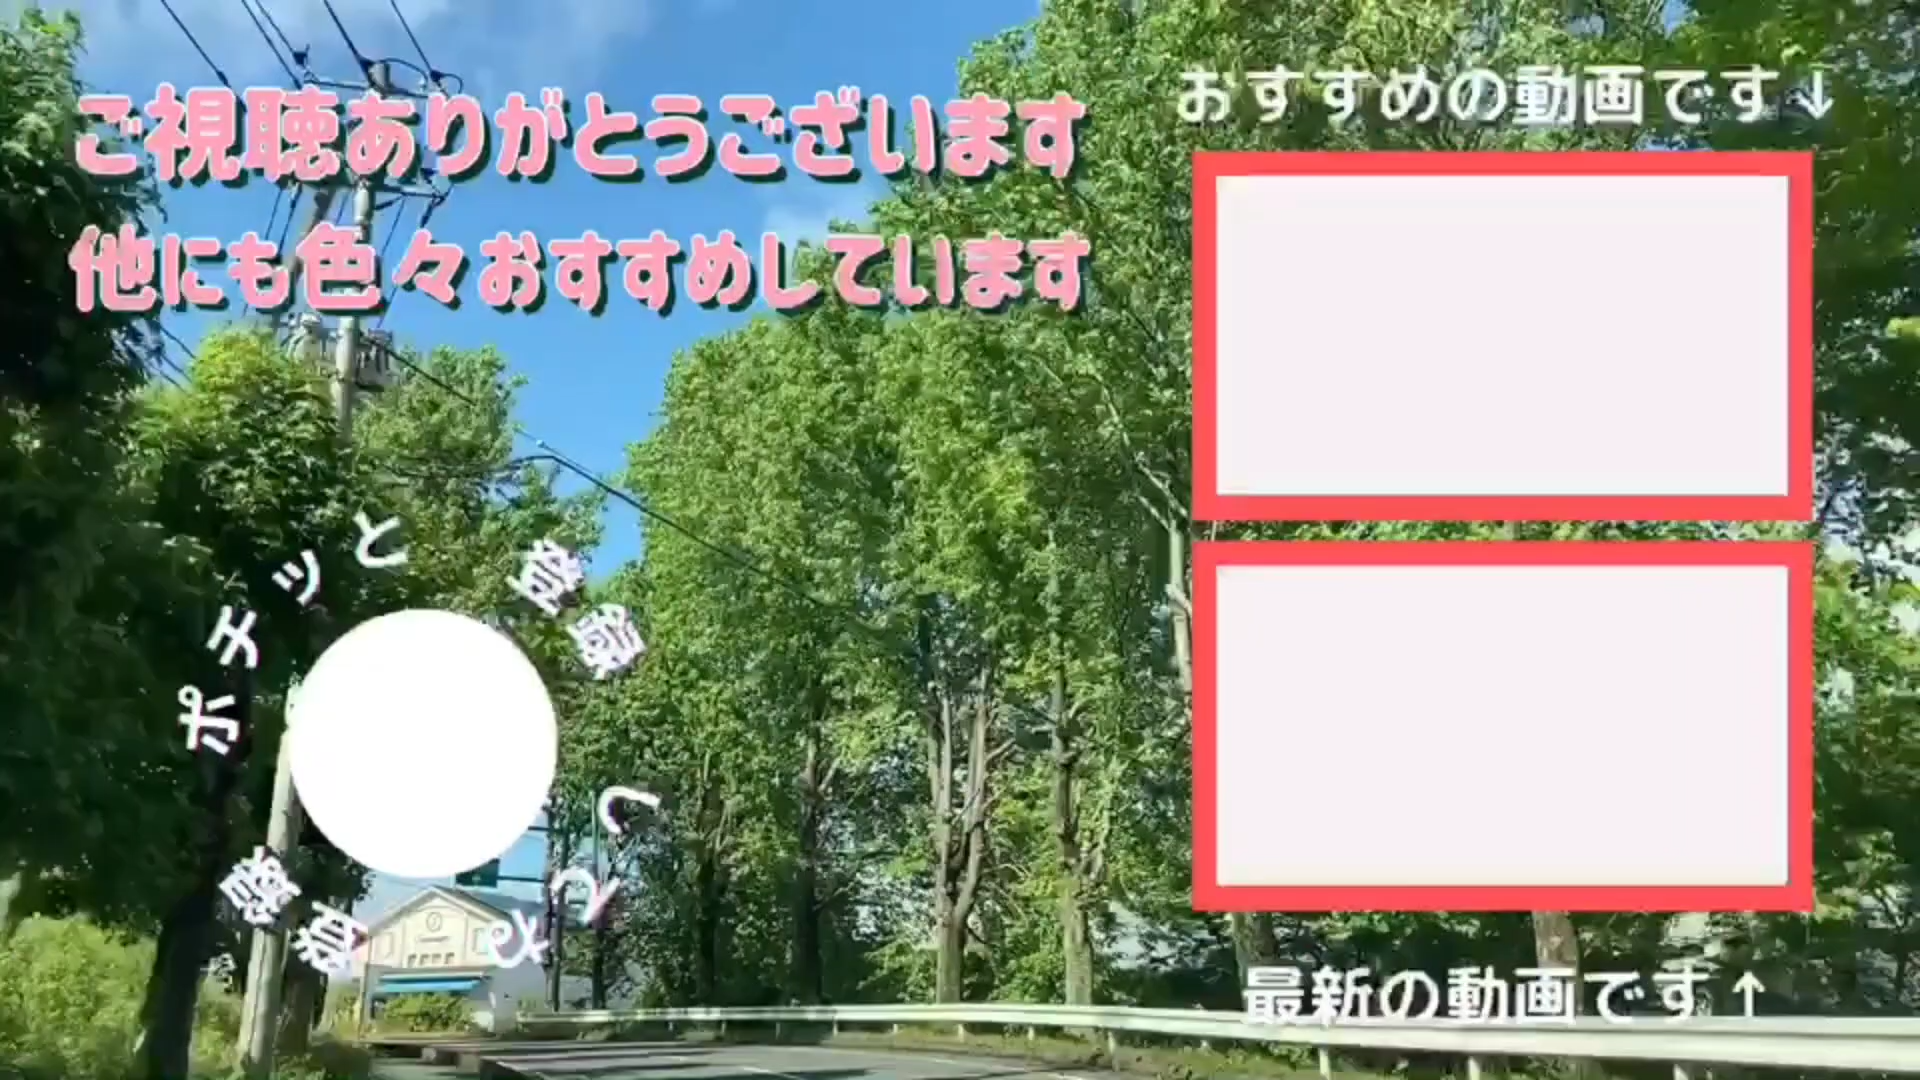 ご視聴ありがとうございます
他にも色々おすすめしています
おすすめの動画です↓
ポチッと
登録
最新の動画です↑